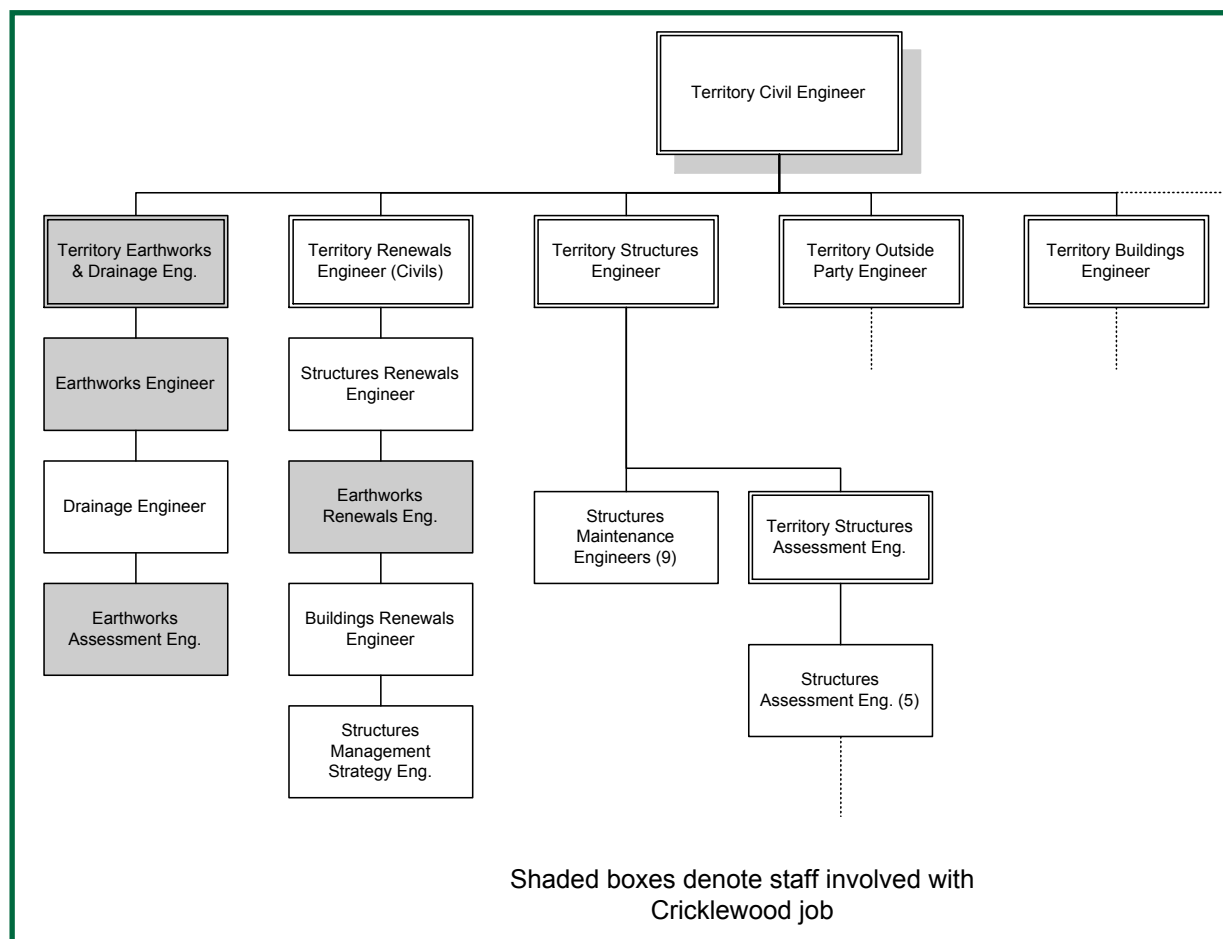 Territory Civil Engineer
Territory Earthworks
& Drainage Eng.
Territory Renewals
Engineer (Civils)
Territory Structures
Engineer
Territory Outside
Party Engineer
Territory Buildings
Engineer
Earthworks Engineer
Structures Renewals
Engineer
Drainage Engineer
Earthworks
Renewals Eng.
Structures
Maintenance
Engineers (9)
Territory Structures
Assessment Eng.
Earthworks
Assessment Eng.
Buildings Renewals
Engineer
Structures
Assessment Eng. (5)
Structures
Management
Strategy Eng.
Shaded boxes denote staff involved with
Cricklewood job